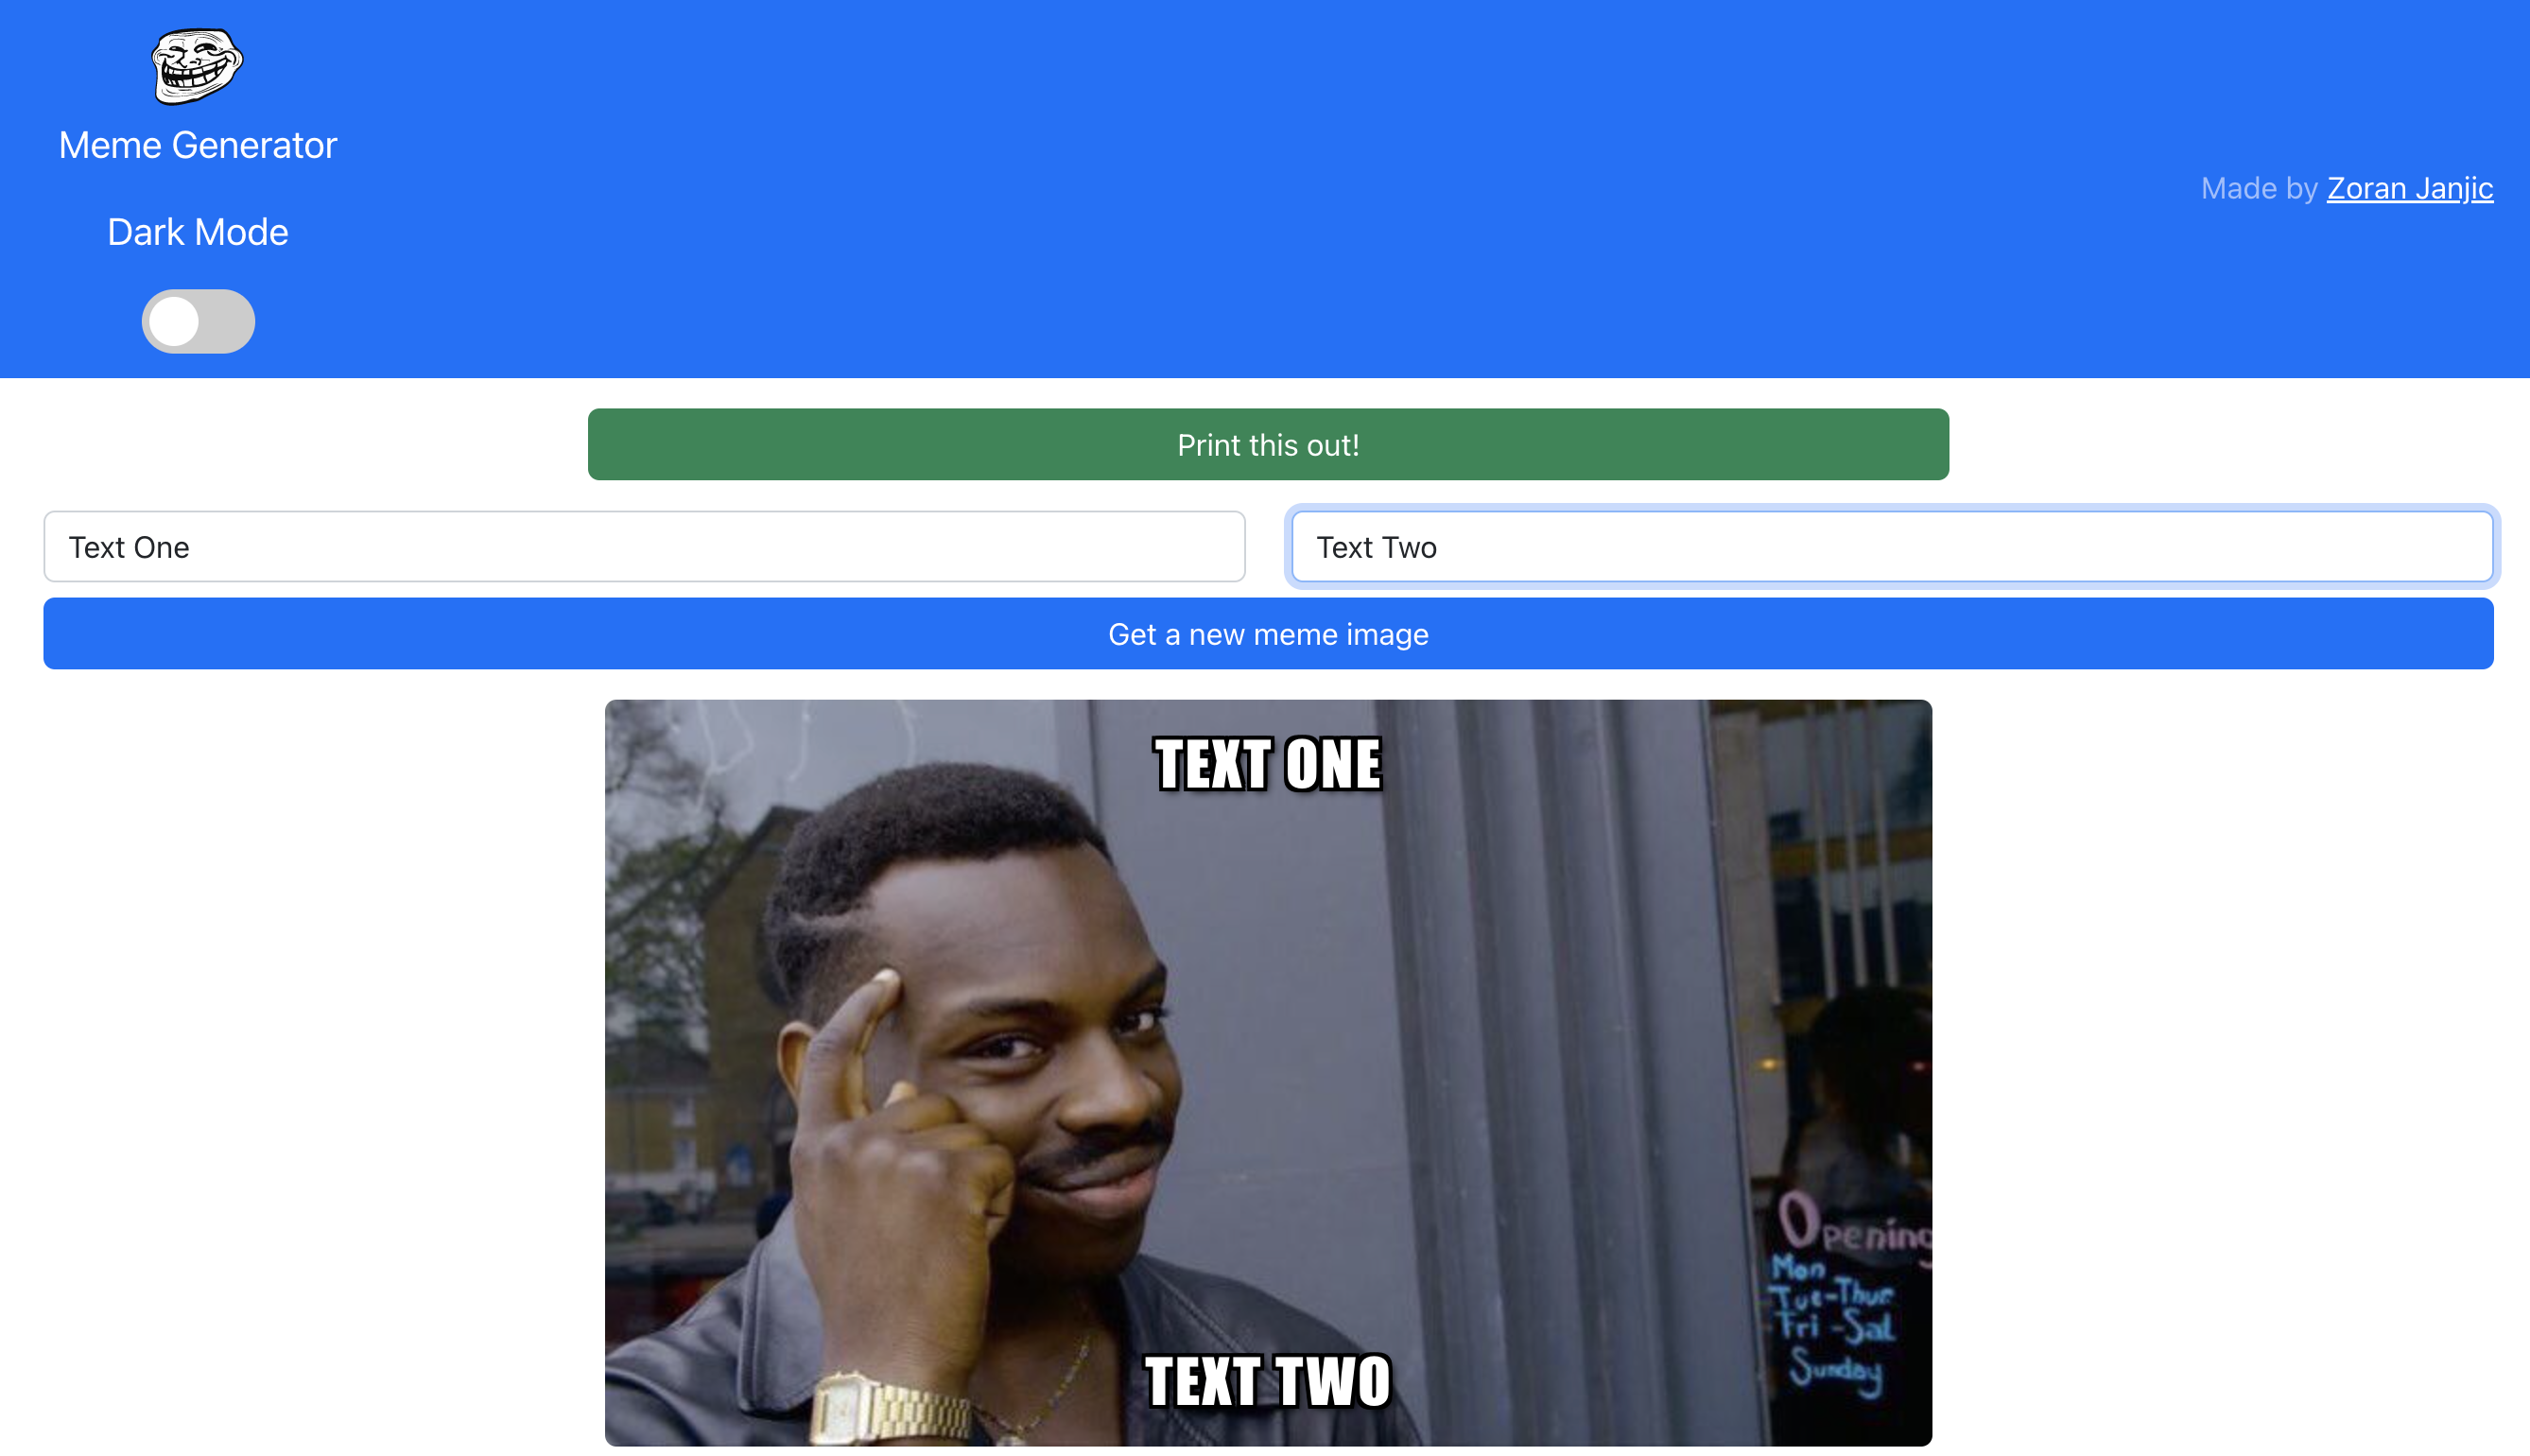 Meme Generator
Dark Mode
Made by Zoran Janjic
Print this out!
Text One
Text Two
Get a new meme image
TEXT ONE
TEXT TWO
Opening
Mon
Tue-Thur
Fri -Sat
Sunday